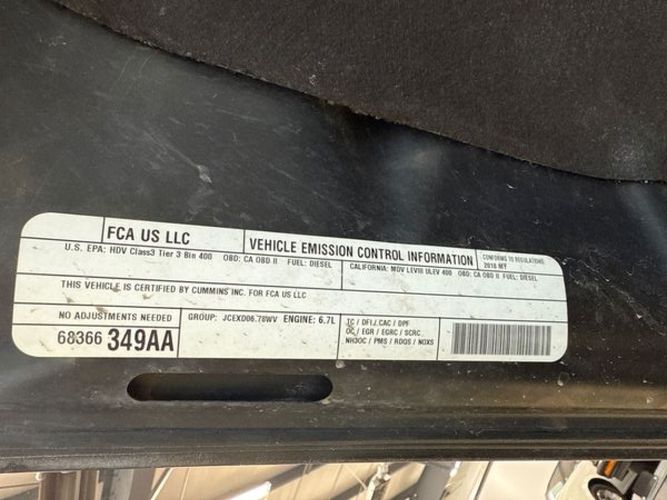 FCA US LLC
VEHICLE EMISSION CONTROL INFORMATION
CONFORMS TO REGULATIONS:
2018 MY
U.S. EPA: HDV Class3 Tier 3 Bin 400 OBD: CA OBD II FUEL: DIESEL
CALIFORNIA: MDV LEVIII ULEV 400 OBD: CA OBD II FUEL: DIESEL
THIS VEHICLE IS CERTIFIED BY CUMMINS INC. FOR FCA US LLC
NO ADJUSTMENTS NEEDED
68366 349AA
GROUP: JCEXD06.78WV ENGINE: 6.7L
TC / DFI / CAC / DPF
OC / EGR / EGRC / SCRC
NH3OC / PMS / RDQS / NOXS